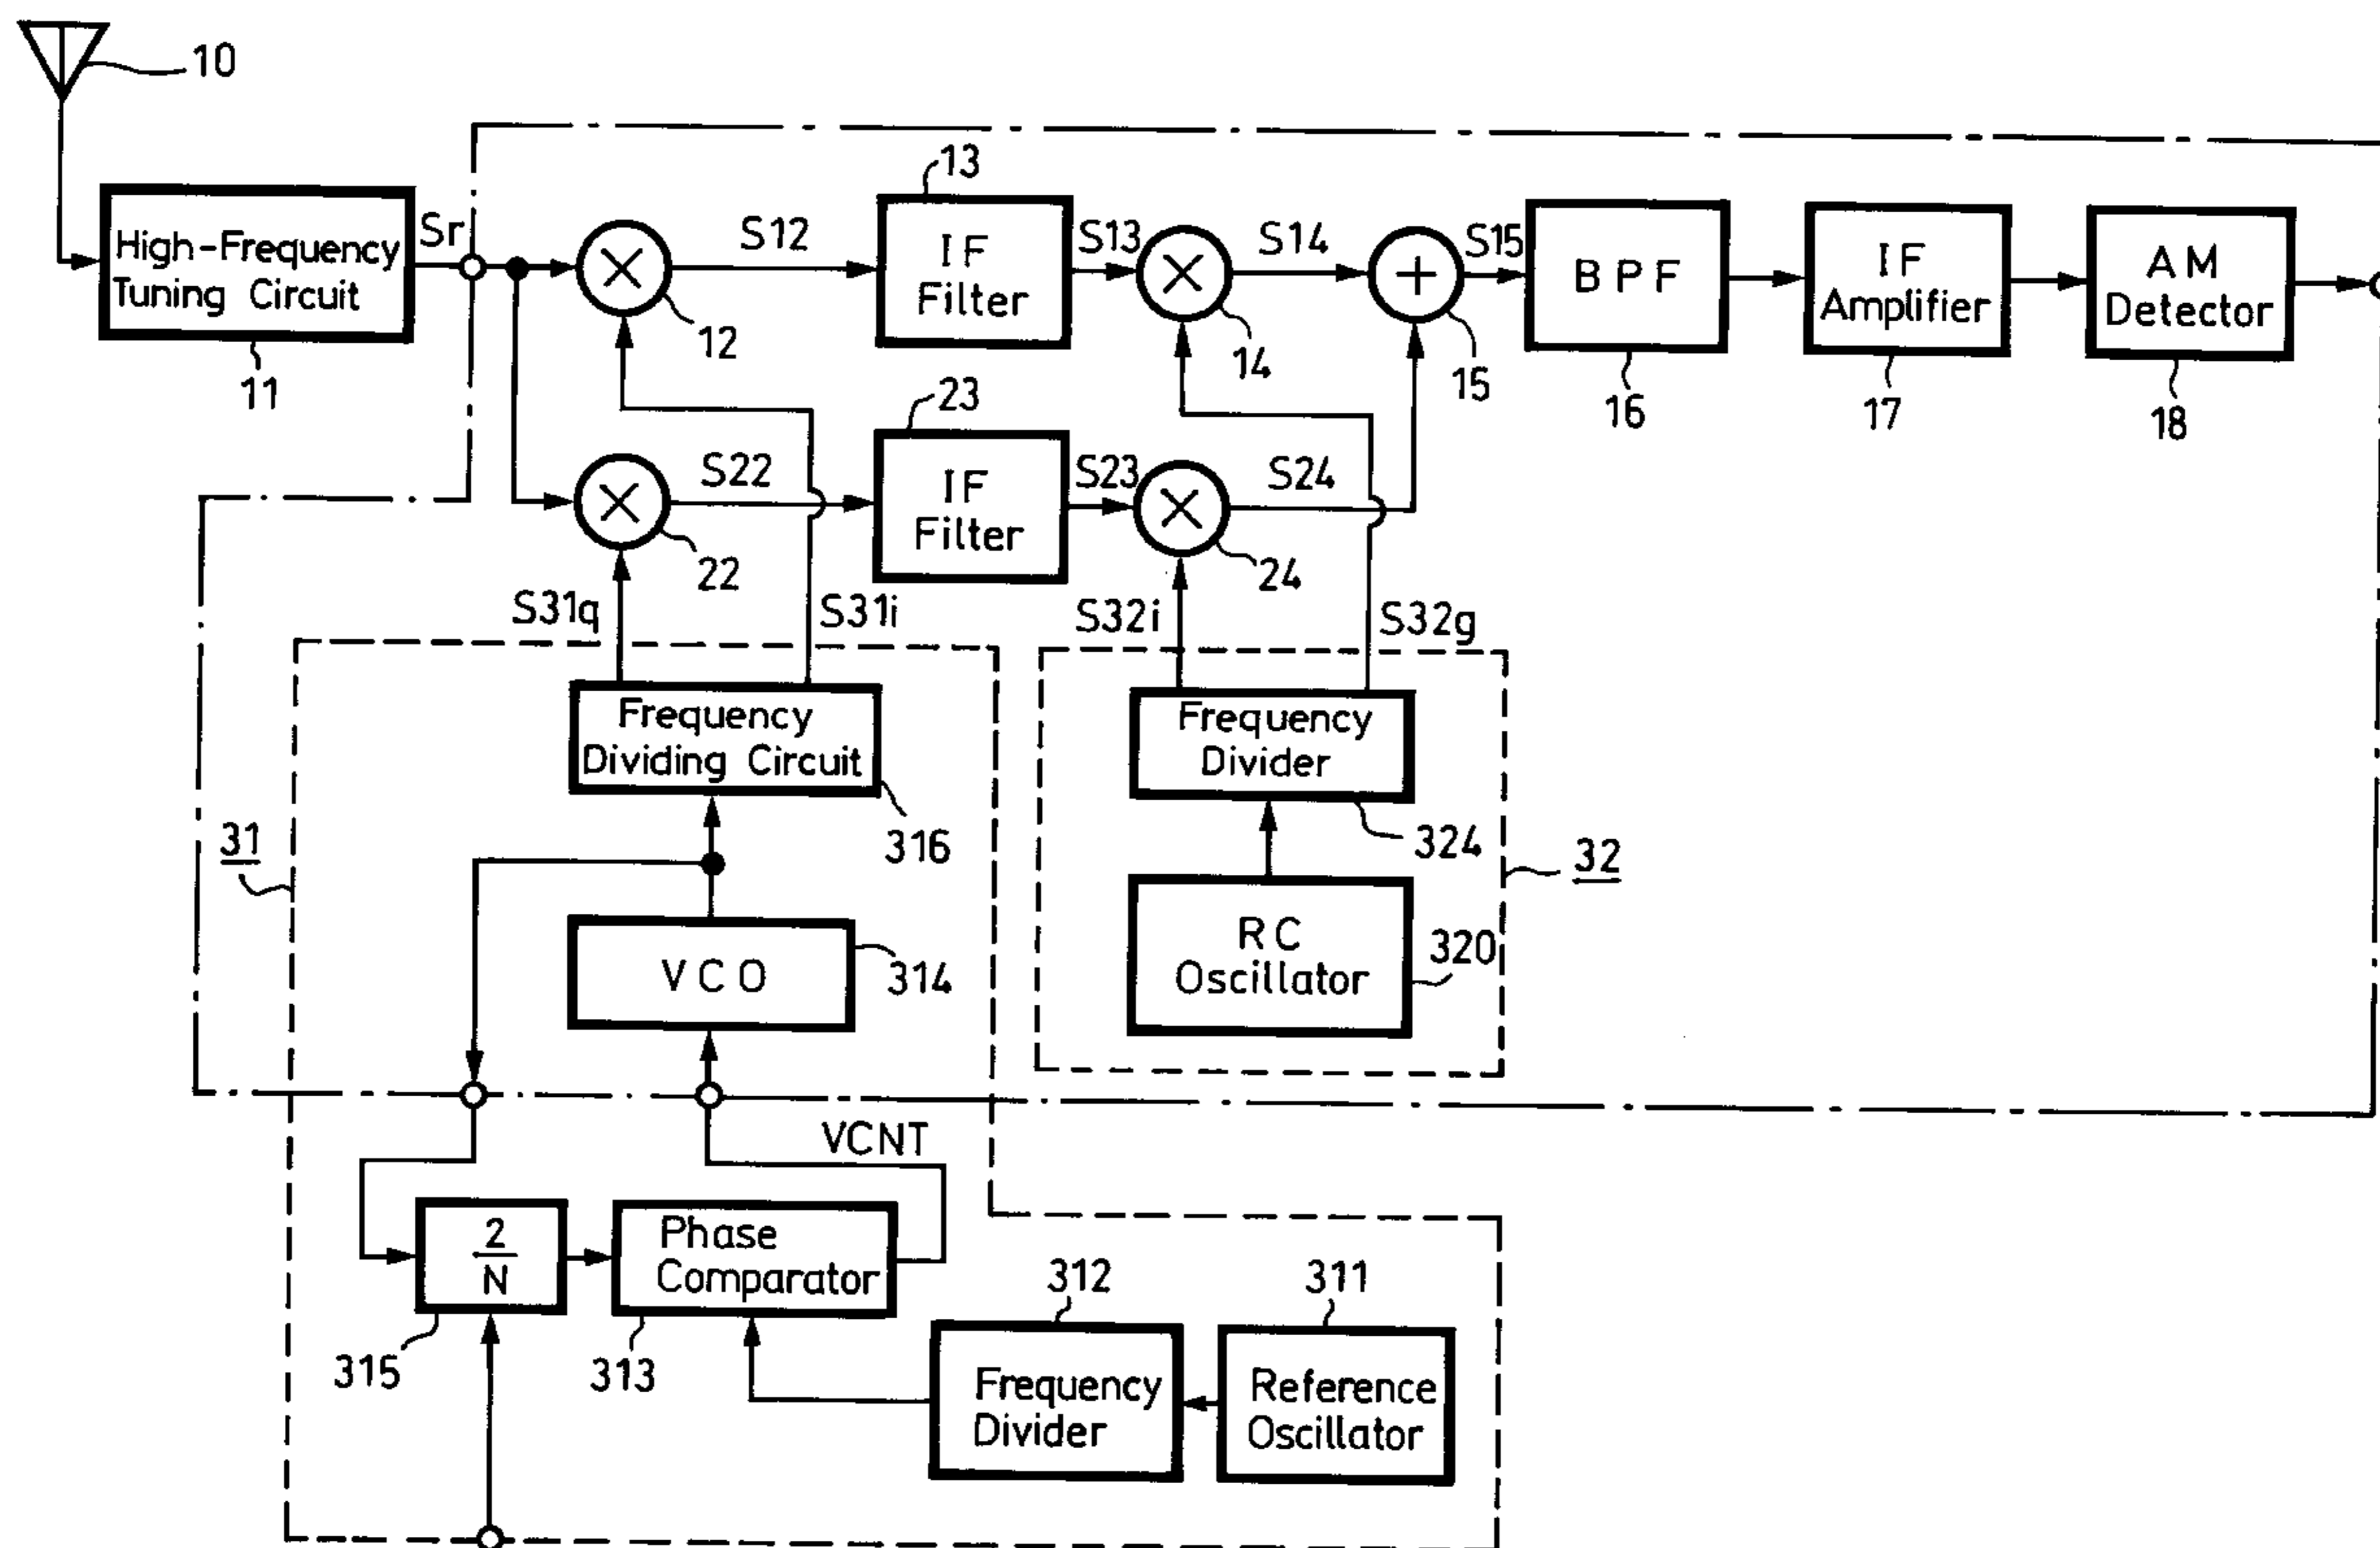 10
13
High-Frequency
Tuning Circuit
Sr
S12
IF
Filter
S13
S14
S15
BPF
IF
Amplifier
AM
Detector
11
12
14
15
16
17
18
23
S22
IF
Filter
S23
S24
22
24
S31q
S31i
S32i
S32g
Frequency
Dividing Circuit
Frequency
Divider
31
316
324
32
VCO
314
RC
Oscillator
320
VCNT
2
N
Phase
Comparator
312
311
315
313
Frequency
Divider
Reference
Oscillator